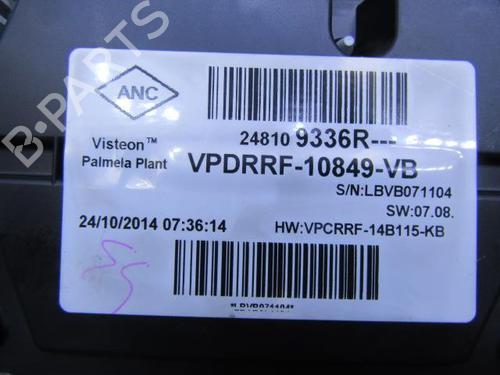 B-PARTS
ANC
24810 9336R---
Visteon™
Palmela Plant
VPDRRF-10849-VB
S/N:LBVB071104
SW:07.08.
24/10/2014 07:36:14
HW:VPCRRF-14B115-KB